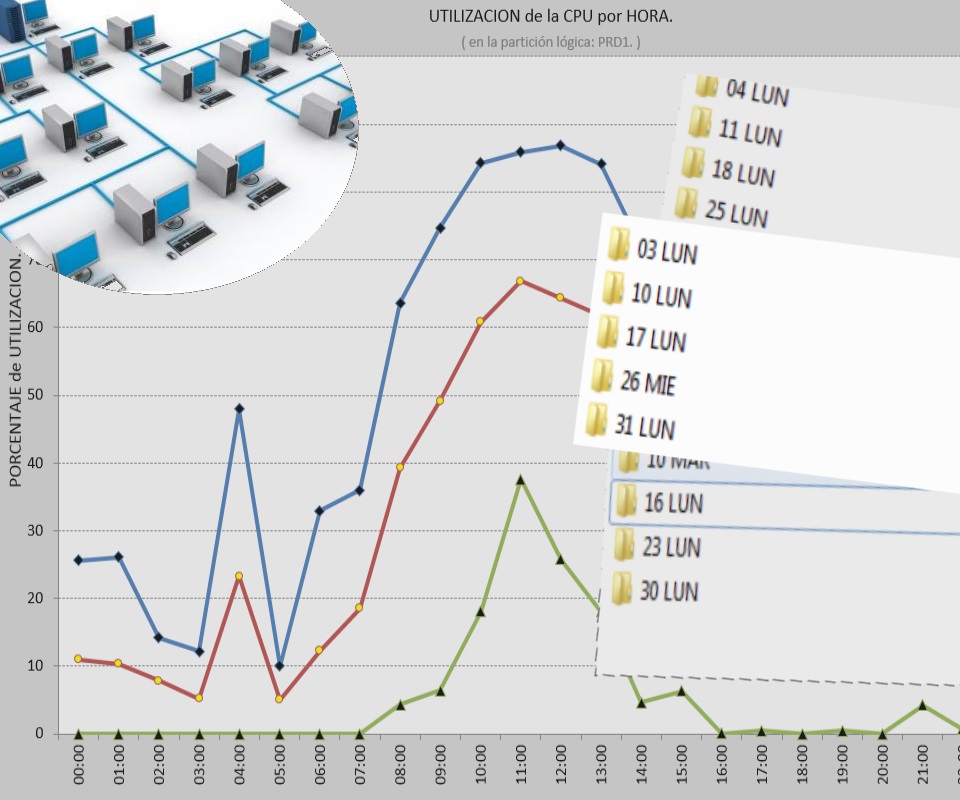 UTILIZACION de la CPU por HORA.
( en la partición lógica: PRD1. )
PORCENTAJE de UTILIZACION.
60
50
40
30
20
10
0
00:00
01:00
02:00
03:00
04:00
05:00
06:00
07:00
08:00
09:00
10:00
11:00
12:00
13:00
14:00
15:00
16:00
17:00
18:00
19:00
20:00
21:00
04 LUN
11 LUN
18 LUN
25 LUN
03 LUN
10 LUN
17 LUN
26 MIE
31 LUN
10 MAR
16 LUN
23 LUN
30 LUN